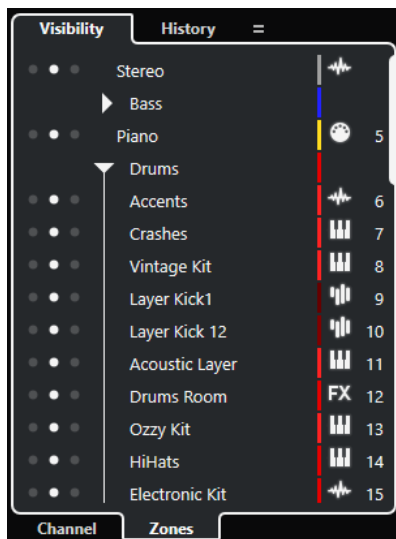 Visibility History =
Stereo
Bass
Piano 5
Drums
Accents 6
Crashes 7
Vintage Kit 8
Layer Kick1 9
Layer Kick 12 10
Acoustic Layer 11
Drums Room FX 12
Ozzy Kit 13
HiHats 14
Electronic Kit 15
Channel Zones